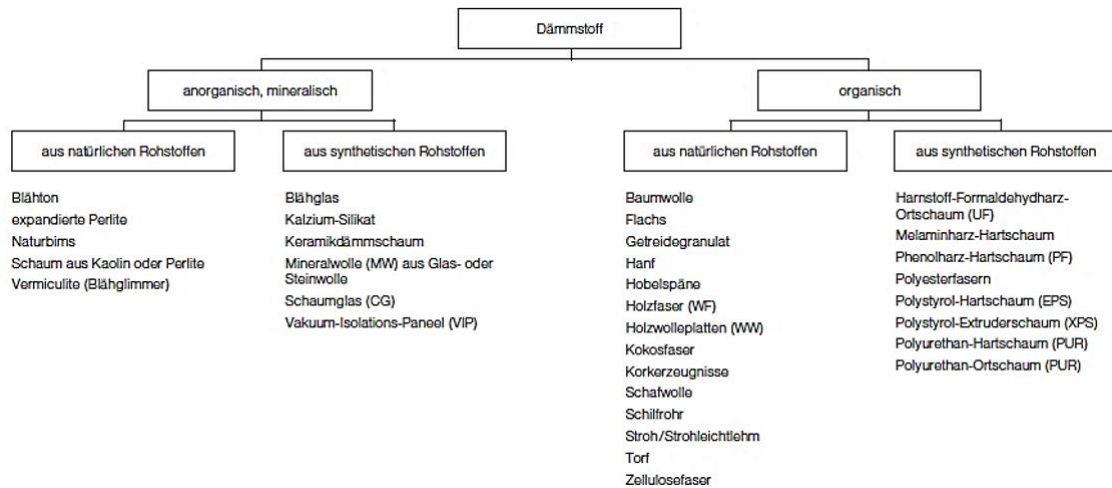 Dämmstoff
anorganisch, mineralisch
organisch
aus natürlichen Rohstoffen
aus synthetischen Rohstoffen
aus natürlichen Rohstoffen
aus synthetischen Rohstoffen
Blähton
expandierte Perlite
Naturbims
Schaum aus Kaolin oder Perlite
Vermiculite (Blähglimmer)
Blähglas
Kalzium-Silikat
Keramikdämmschaum
Mineralwolle (MW) aus Glas- oder
Steinwolle
Schaumglas (CG)
Vakuum-Isolations-Paneel (VIP)
Baumwolle
Flachs
Getreidegranulat
Hanf
Hobelspäne
Holzfaser (WF)
Holzwolleplatten (WW)
Kokosfaser
Korkerzeugnisse
Schafwolle
Schilfrohr
Stroh/Strohleichtlehm
Torf
Zellulosefaser
Harnstoff-Formaldehydharz-
Ortschaum (UF)
Melaminharz-Hartschaum
Phenolharz-Hartschaum (PF)
Polyesterfasern
Polystyrol-Hartschaum (EPS)
Polystyrol-Extruderschaum (XPS)
Polyurethan-Hartschaum (PUR)
Polyurethan-Ortschaum (PUR)